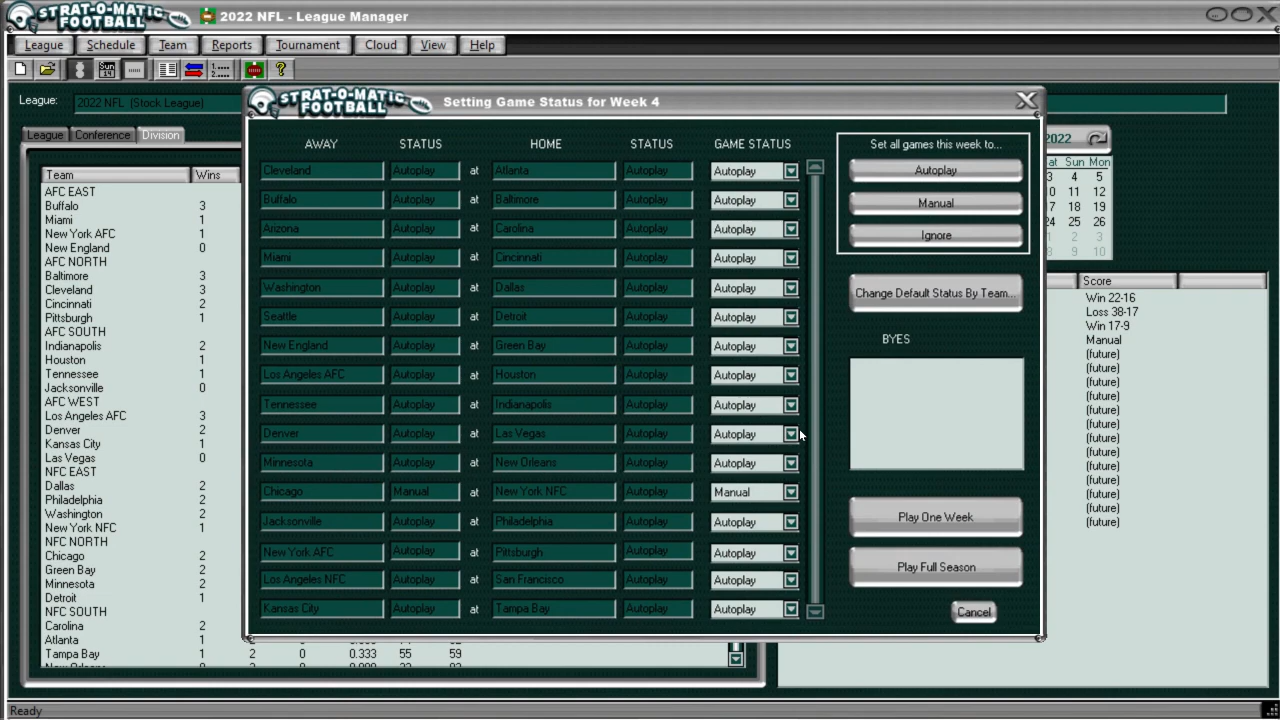 STRAT-O-MATIC FOOTBALL 2022 NFL - League Manager
League Schedule Team Reports Tournament Cloud View Help
League: 2022 NFL (Stock League)
League Conference Division
Team Wins
AFC EAST
Buffalo 3
Miami 1
New York AFC 1
New England 0
AFC NORTH
Baltimore 3
Cleveland 3
Cincinnati 2
Pittsburgh 1
AFC SOUTH
Indianapolis 2
Houston 1
Tennessee 1
Jacksonville 0
AFC WEST
Los Angeles AFC 3
Denver 2
Kansas City 1
Las Vegas 0
NFC EAST
Dallas 2
Philadelphia 2
Washington 2
New York NFC 1
NFC NORTH
Chicago 2
Green Bay 2
Minnesota 2
Detroit 1
NFC SOUTH
Carolina 2
Atlanta 1
Tampa Bay 1 2 0 0.333 55 59
STRAT-O-MATIC FOOTBALL Setting Game Status for Week 4
AWAY STATUS HOME STATUS GAME STATUS
Cleveland Autoplay at Atlanta Autoplay Autoplay
Buffalo Autoplay at Baltimore Autoplay Autoplay
Arizona Autoplay at Carolina Autoplay Autoplay
Miami Autoplay at Cincinnati Autoplay Autoplay
Washington Autoplay at Dallas Autoplay Autoplay
Seattle Autoplay at Detroit Autoplay Autoplay
New England Autoplay at Green Bay Autoplay Autoplay
Los Angeles AFC Autoplay at Houston Autoplay Autoplay
Tennessee Autoplay at Indianapolis Autoplay Autoplay
Denver Autoplay at Las Vegas Autoplay Autoplay
Minnesota Autoplay at New Orleans Autoplay Autoplay
Chicago Manual at New York NFC Autoplay Manual
Jacksonville Autoplay at Philadelphia Autoplay Autoplay
New York AFC Autoplay at Pittsburgh Autoplay Autoplay
Los Angeles NFC Autoplay at San Francisco Autoplay Autoplay
Kansas City Autoplay at Tampa Bay Autoplay Autoplay
Set all games this week to...
Autoplay
Manual
Ignore
Change Default Status By Team...
BYES
Play One Week
Play Full Season
Cancel
2022
Sun Mon
4 5
11 12
18 19
25 26
2 3
9 10
Score
Win 22-16
Loss 38-17
Win 17-9
Manual
(future)
(future)
(future)
(future)
(future)
(future)
(future)
(future)
(future)
(future)
(future)
(future)
(future)
Ready